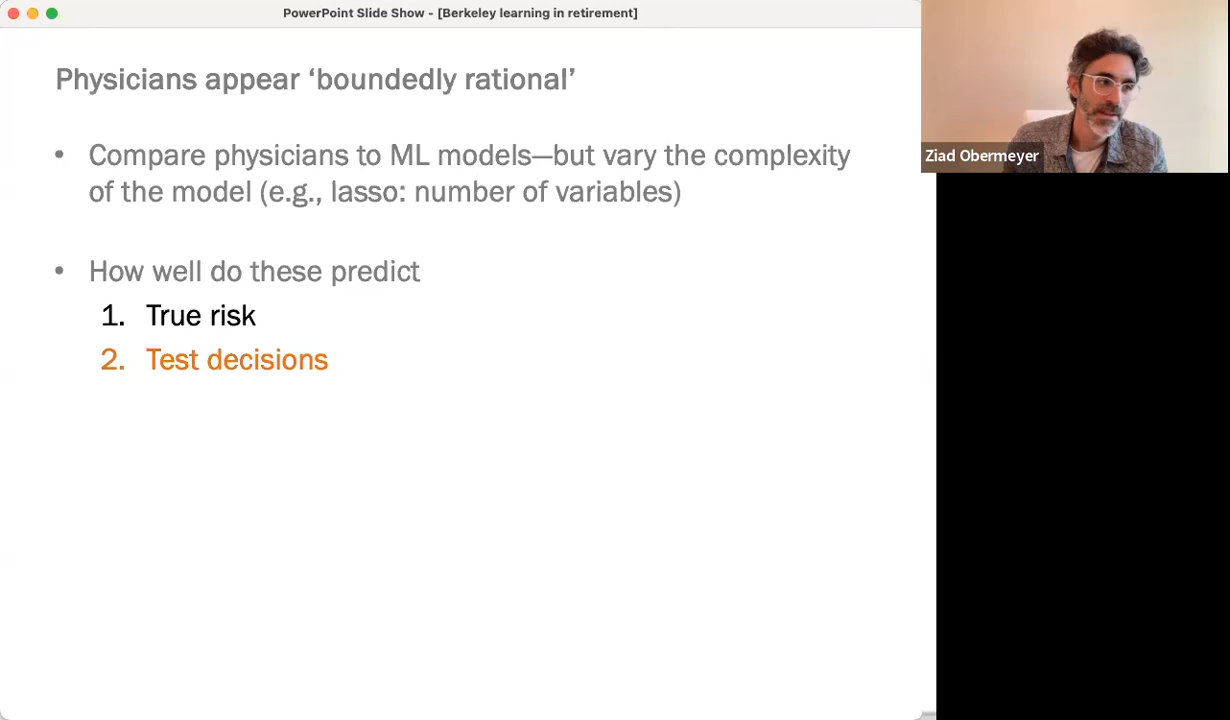 PowerPoint Slide Show - [Berkeley learning in retirement]
Physicians appear ‘boundedly rational’
• Compare physicians to ML models—but vary the complexity
of the model (e.g., lasso: number of variables)
• How well do these predict
1. True risk
2. Test decisions
Ziad Obermeyer